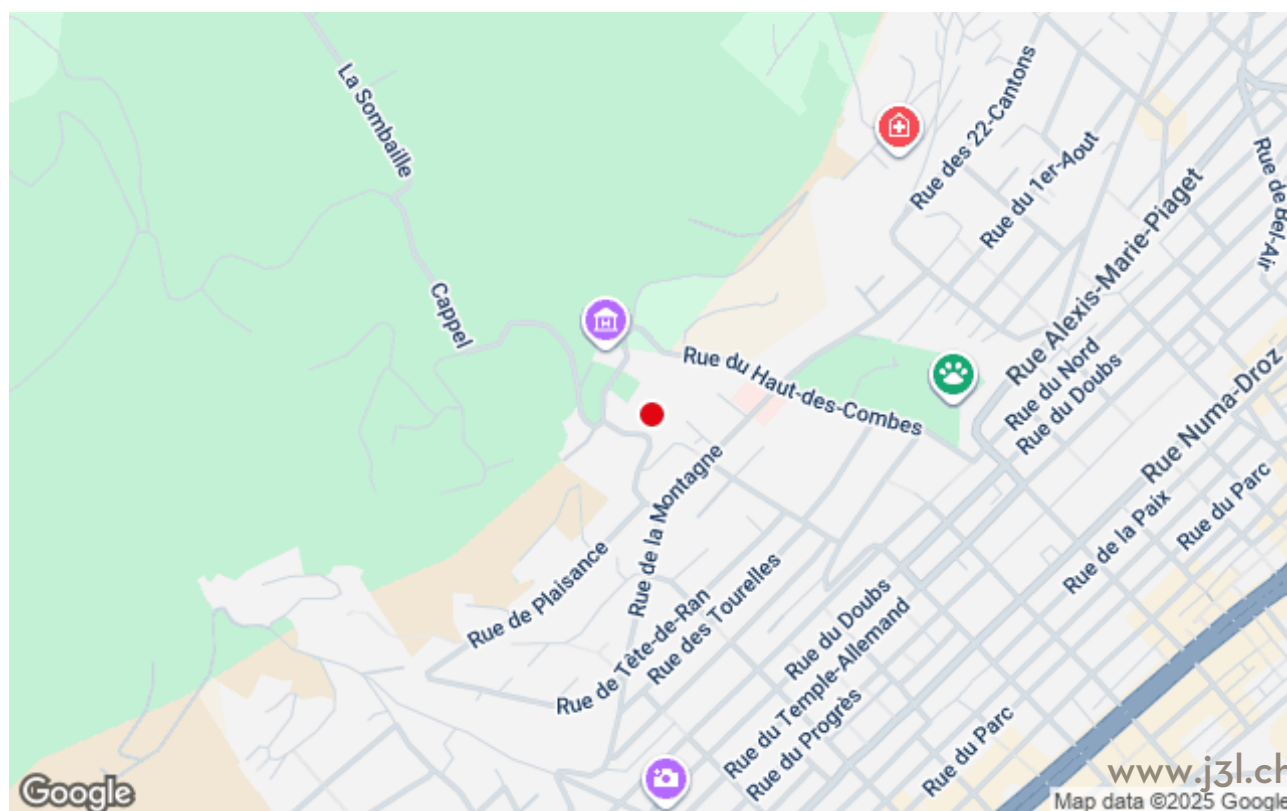 La Sombaille
Rue des 22-Cantons
Rue du 1er-Aout
Rue de Bel-Air
Rue Alexis-Marie-Piaget
Cappel
Rue du Haut-des-Combes
Rue du Nord
Rue du Doubs
Rue Numa-Droz
Rue du Parc
Rue de la Paix
Rue de la Montagne
Rue de Plaisance
Rue de Tête-de-Ran
Rue des Tourelles
Rue du Doubs
Rue du Temple-Allemand
Rue du Progrès
Rue du Parc
www.j3l.ch
Google
Map data ©2025 Google